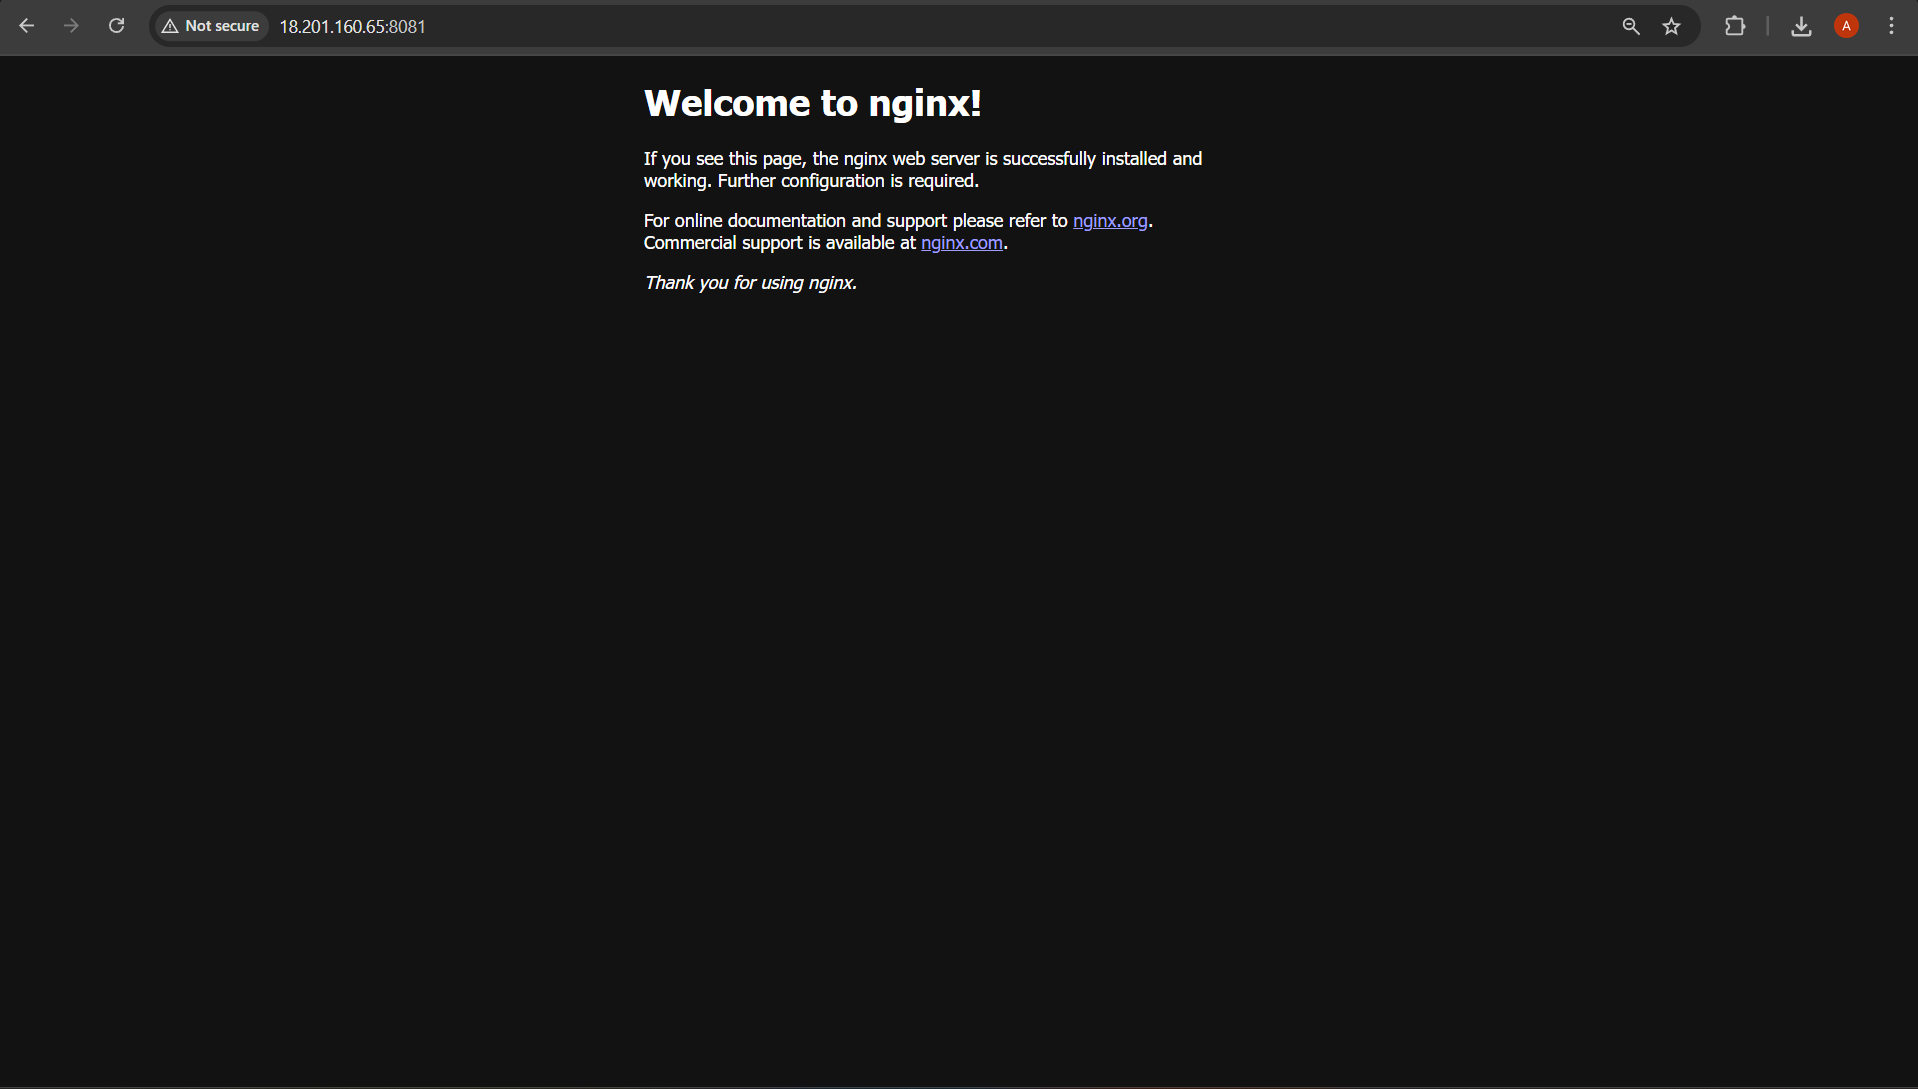 Not secure 18.201.160.65:8081
A
Welcome to nginx!
If you see this page, the nginx web server is successfully installed and
working. Further configuration is required.
For online documentation and support please refer to nginx.org.
Commercial support is available at nginx.com.
Thank you for using nginx.